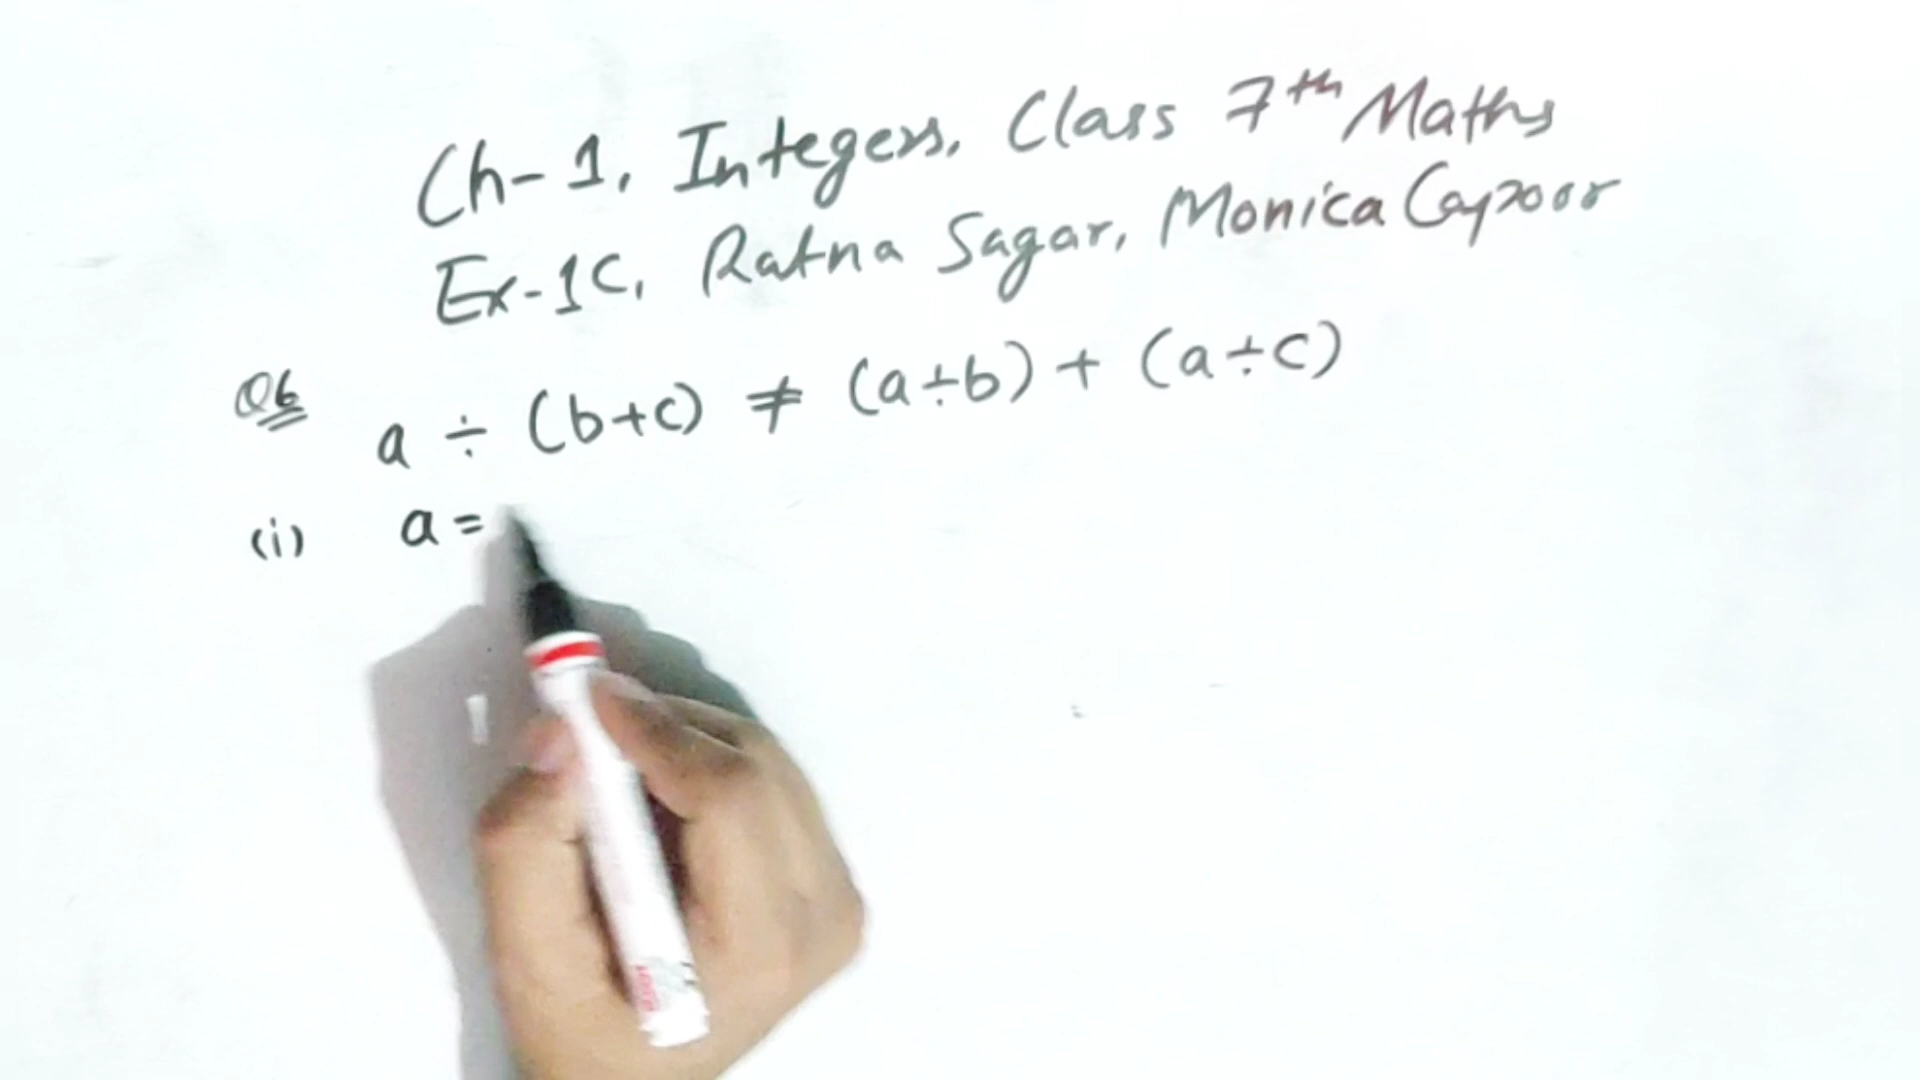 Ch-1, Integers, Class 7th Maths
Ex-1C, Ratna Sagar, Monica Capoor
Q6 a ÷ (b+c) ≠ (a÷b) + (a÷c)
(i) a =